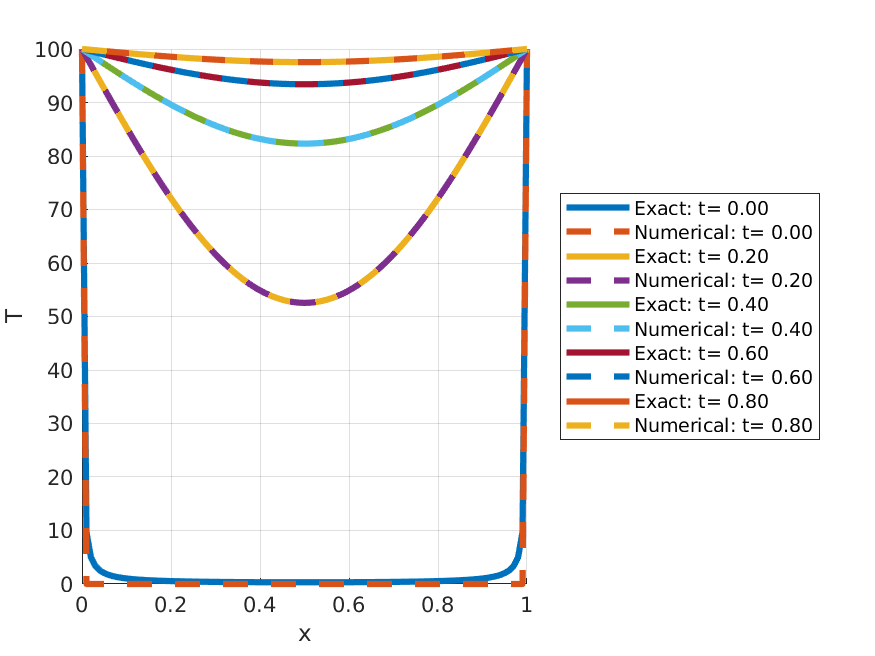 100
90
80
70
60
50
40
30
20
10
0
T
0 0.2 0.4 0.6 0.8 1
x
Exact: t= 0.00
Numerical: t= 0.00
Exact: t= 0.20
Numerical: t= 0.20
Exact: t= 0.40
Numerical: t= 0.40
Exact: t= 0.60
Numerical: t= 0.60
Exact: t= 0.80
Numerical: t= 0.80